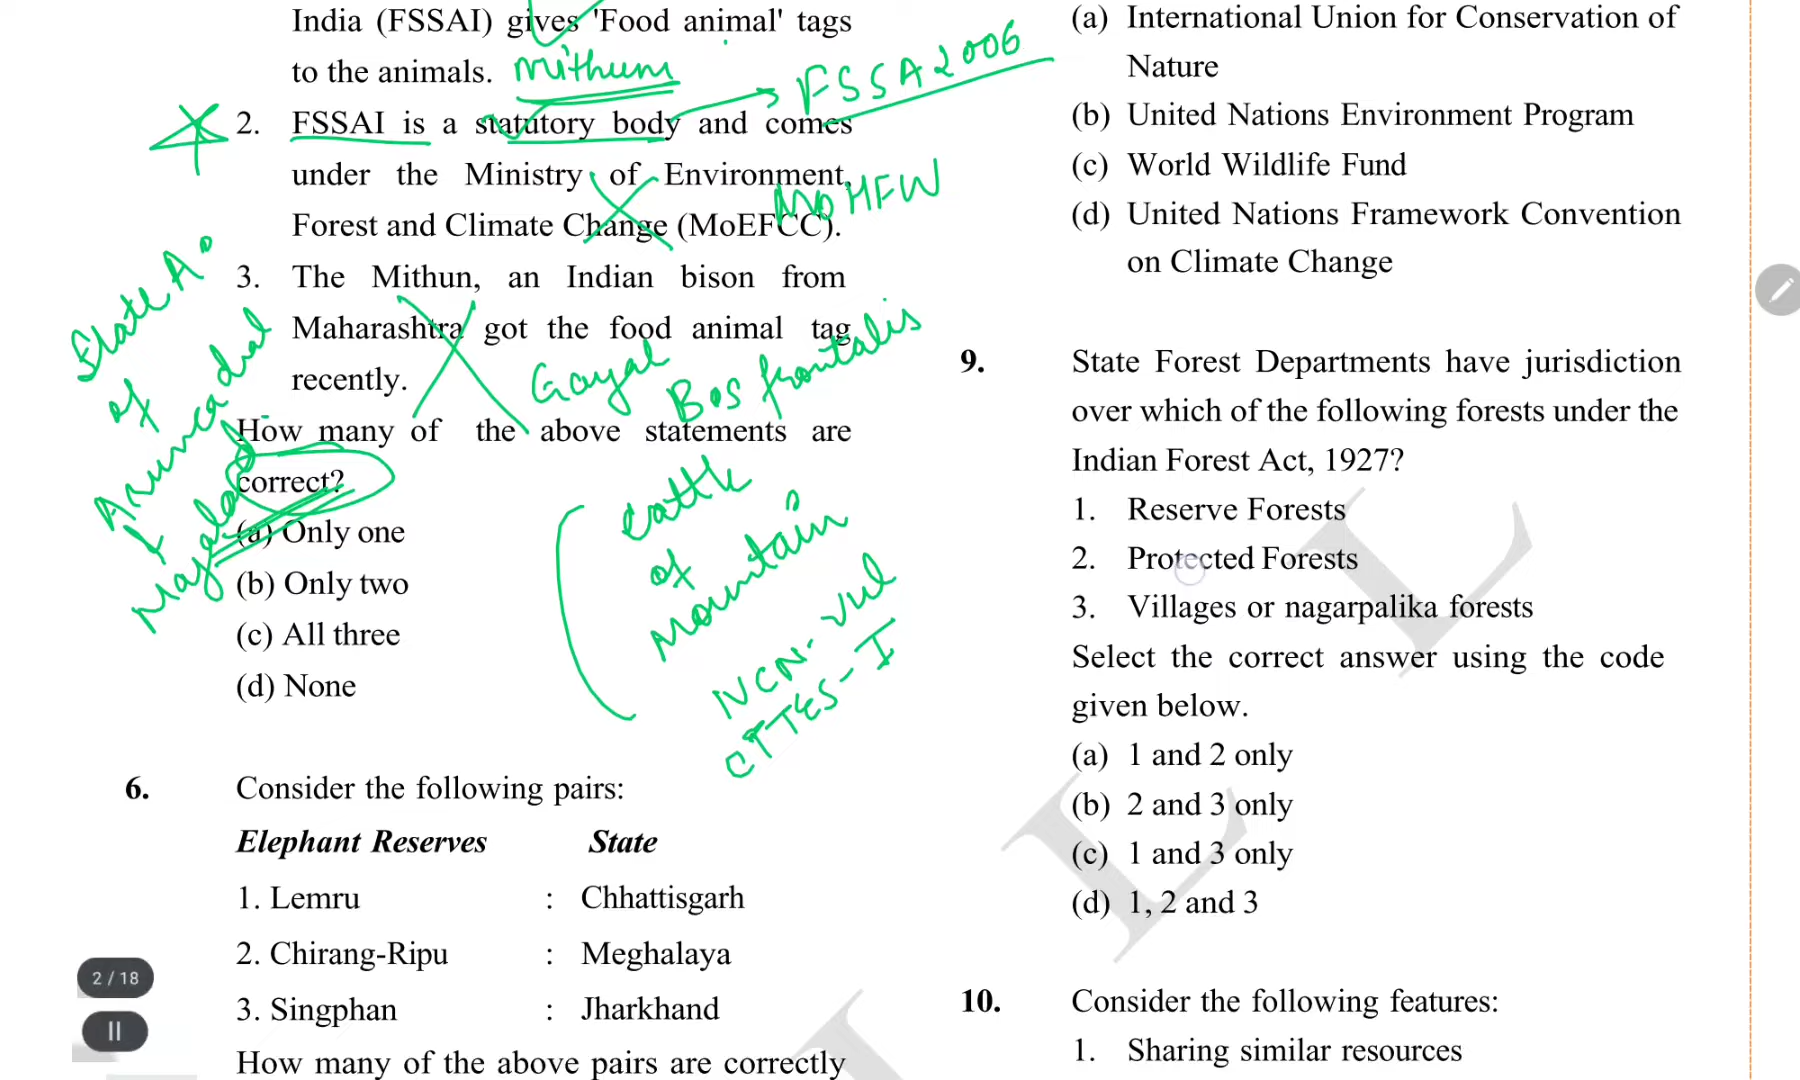 India (FSSAI) gives 'Food animal' tags
to the animals.
mithum
FSSA 2006
2. FSSAI is a statutory body and comes
under the Ministry of Environment,
Forest and Climate Change (MoEFCC).
MoHFW
3. The Mithun, an Indian bison from
Maharashtra got the food animal tag
recently.
Gayal
Bos frontalis
State A.
of
Nagaland
How many of the above statements are
correct?
(a) Only one
(b) Only two
(c) All three
(d) None
cattle
of
mountain
CITES - I
6. Consider the following pairs:
Elephant Reserves State
1. Lemru : Chhattisgarh
2. Chirang-Ripu : Meghalaya
3. Singphan : Jharkhand
How many of the above pairs are correctly
2 / 18
(a) International Union for Conservation of
Nature
(b) United Nations Environment Program
(c) World Wildlife Fund
(d) United Nations Framework Convention
on Climate Change
9. State Forest Departments have jurisdiction
over which of the following forests under the
Indian Forest Act, 1927?
1. Reserve Forests
2. Protected Forests
3. Villages or nagarpalika forests
Select the correct answer using the code
given below.
(a) 1 and 2 only
(b) 2 and 3 only
(c) 1 and 3 only
(d) 1, 2 and 3
10. Consider the following features:
1. Sharing similar resources